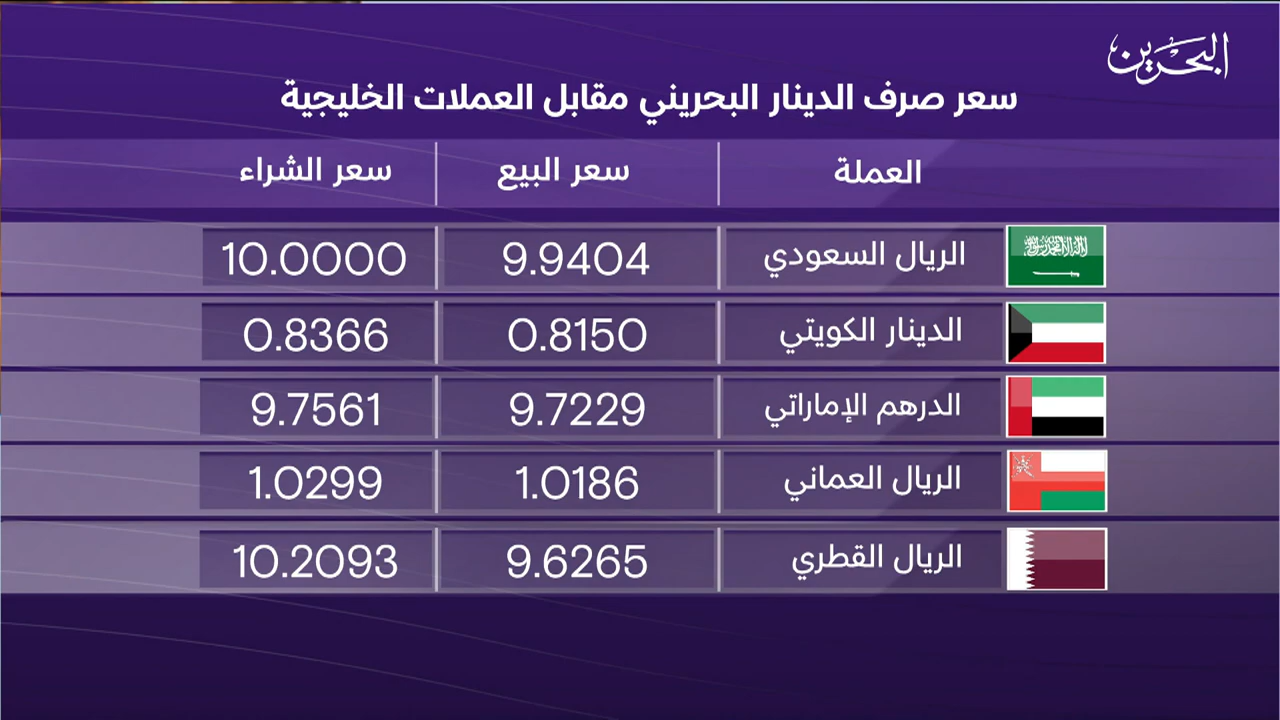 البحرين
سعر صرف الدينار البحريني مقابل العملات الخليجية
العملة سعر البيع سعر الشراء
الريال السعودي 9.9404 10.0000
الدينار الكويتي 0.8150 0.8366
الدرهم الإماراتي 9.7229 9.7561
الريال العماني 1.0186 1.0299
الريال القطري 9.6265 10.2093